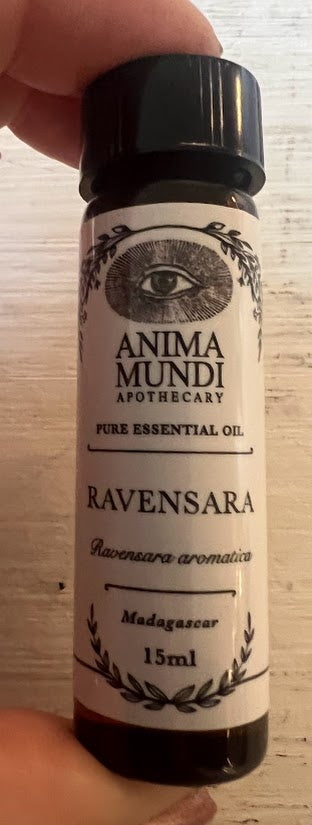 ANIMA
MUNDI
APOTHECARY
PURE ESSENTIAL OIL
RAVENSARA
Ravensara aromatica
Madagascar
15ml